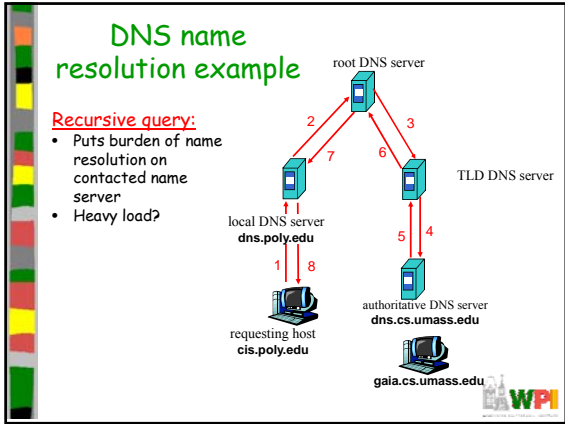 DNS name
resolution example
Recursive query:
• Puts burden of name
resolution on
contacted name
server
• Heavy load?
root DNS server
2
3
7
6
TLD DNS server
local DNS server
dns.poly.edu
5
4
1
8
authoritative DNS server
dns.cs.umass.edu
requesting host
cis.poly.edu
gaia.cs.umass.edu
WPI